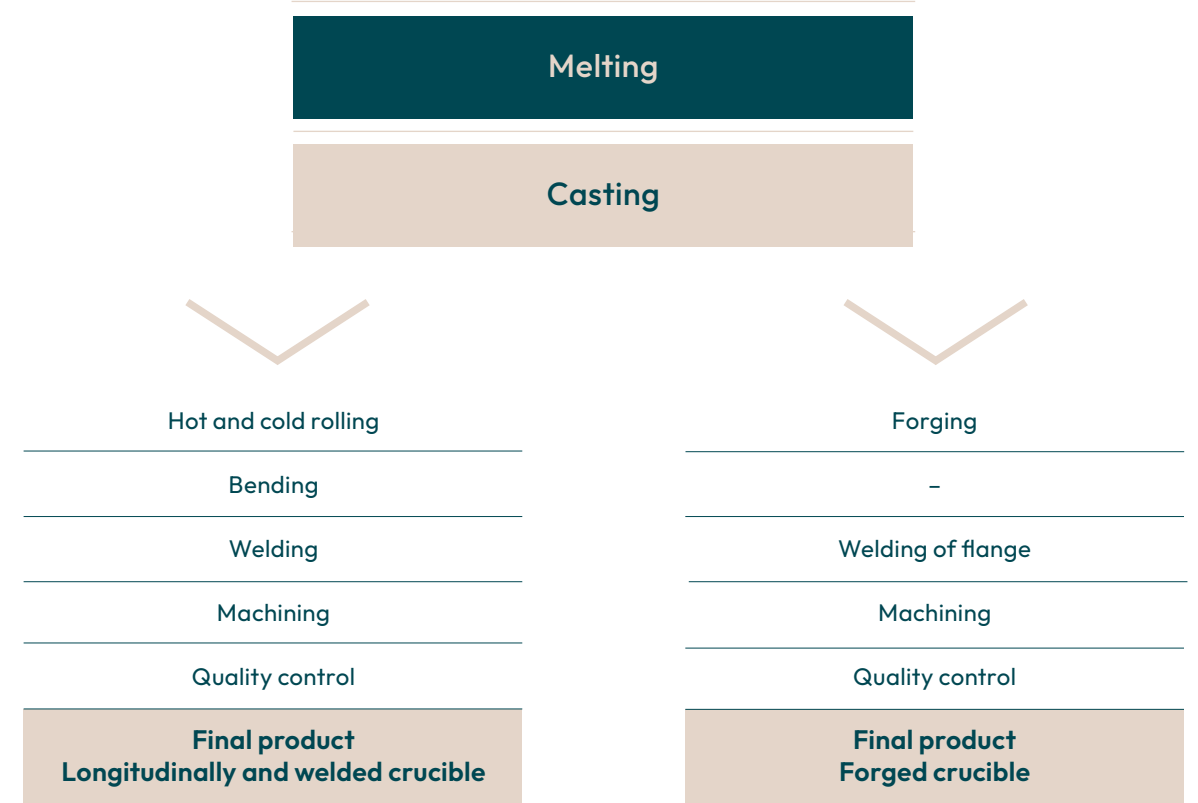 Melting
Casting
Hot and cold rolling
Bending
Welding
Machining
Quality control
Final product
Longitudinally and welded crucible
Forging
–
Welding of flange
Machining
Quality control
Final product
Forged crucible